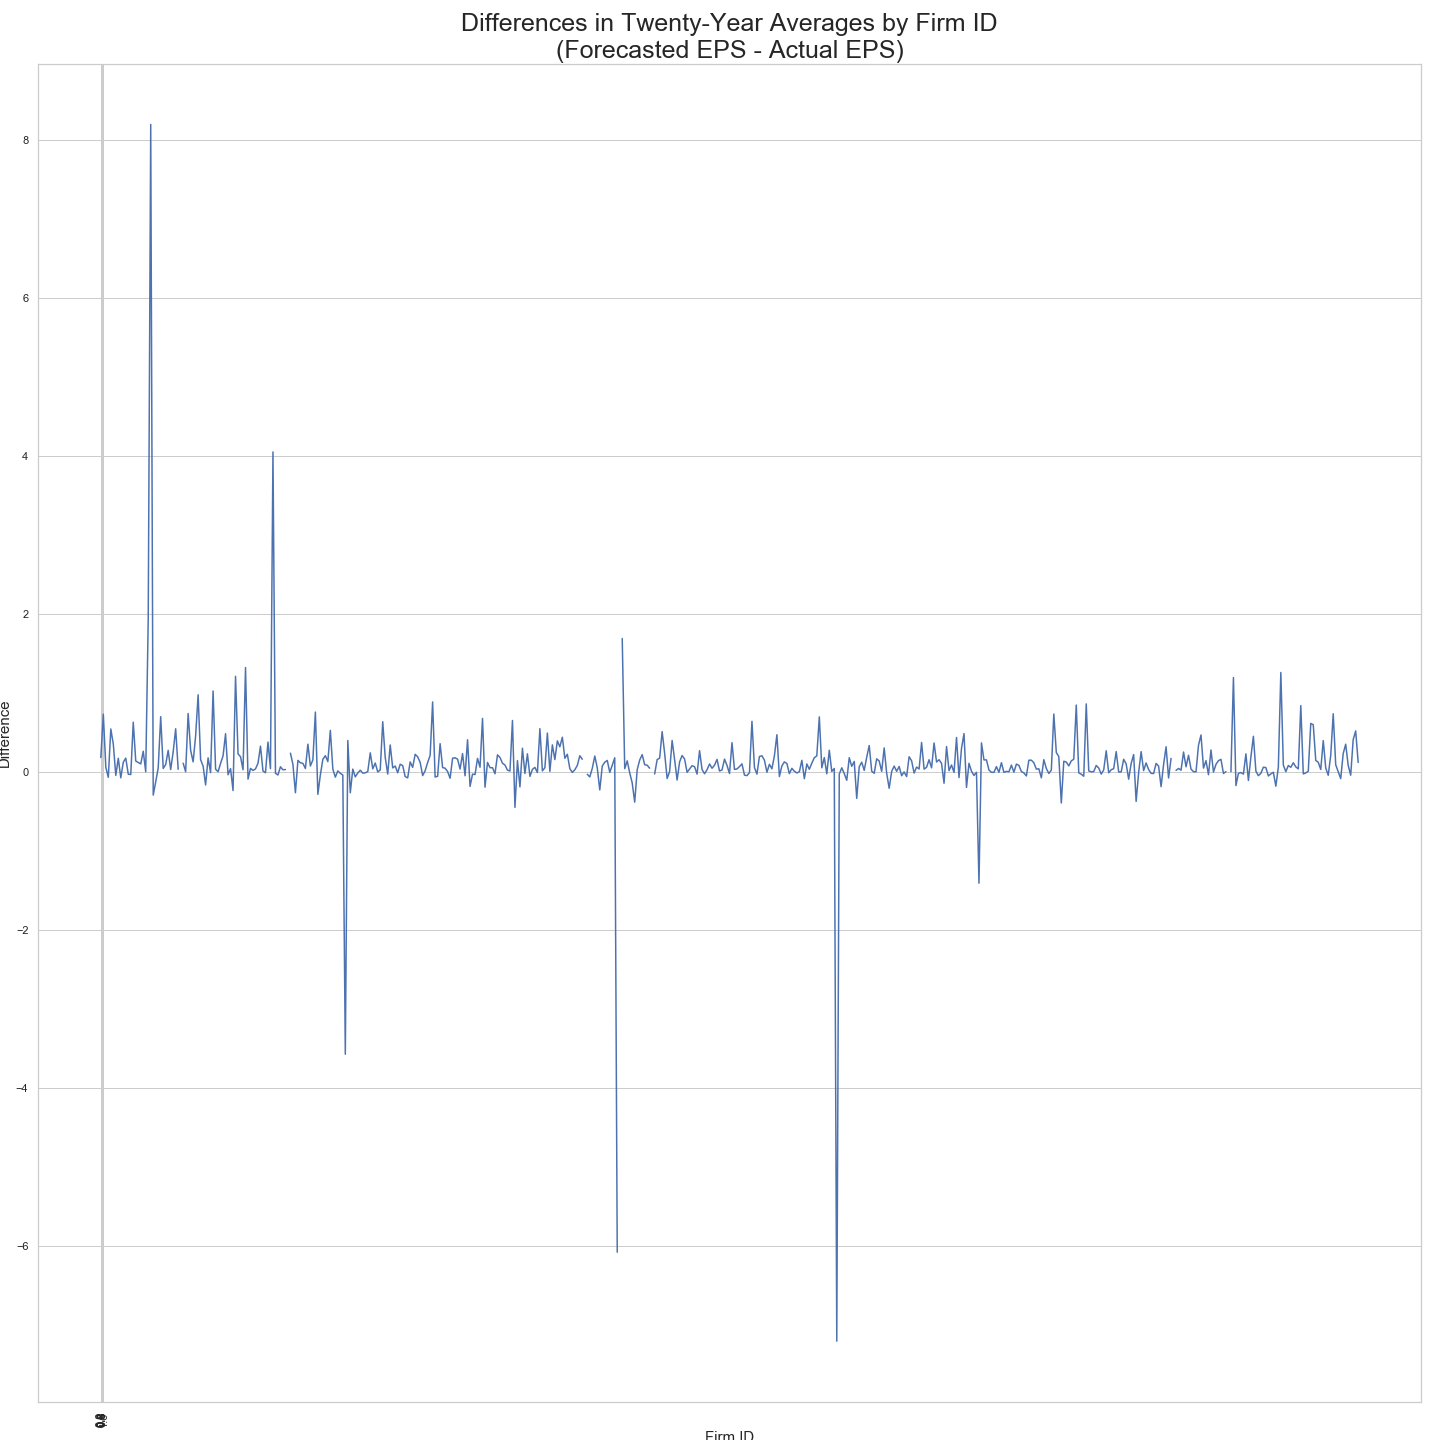 Differences in Twenty-Year Averages by Firm ID
(Forecasted EPS - Actual EPS)
8
6
4
2
0
−2
−4
−6
Difference
Firm ID